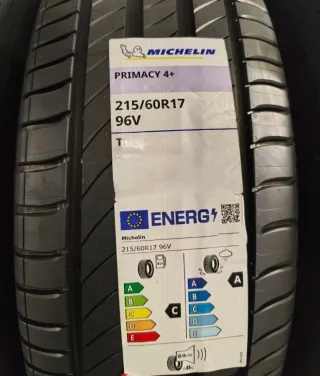 MICHELIN
PRIMACY 4+
215/60R17
96V
ENERG
Michelin
215/60R17 96V
A A
B B
C C
D D
E E
C
A